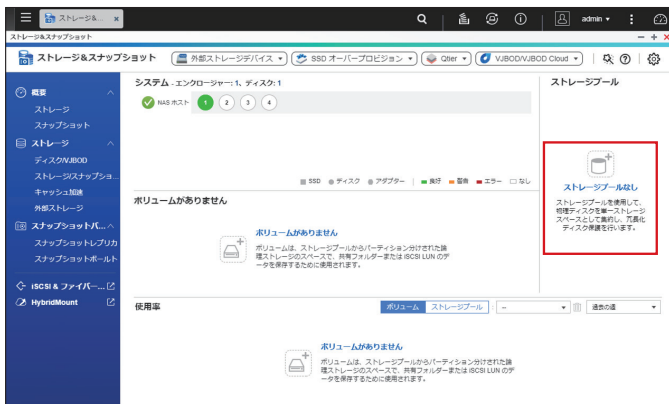 ストレージ&... ×
admin
ストレージ&スナップショット
ストレージ&スナップショット
外部ストレージデバイス
SSD オーバープロビジョン
Qtier
VJBOD/VJBOD Cloud
概要
ストレージ
スナップショット
ストレージ
ディスク/VJBOD
ストレージ/スナップショ...
キャッシュ加速
外部ストレージ
スナップショットバ...
スナップショットレプリカ
スナップショットボールト
iSCSI & ファイバー...
HybridMount
システム - エンクロージャー: 1、ディスク: 1
NAS ホスト 1 2 3 4
SSD ディスク アダプター 良好 警告 エラー なし
ボリュームがありません
ボリュームがありません
ボリュームは、ストレージプールからパーティション分けされた論
理ストレージのスペースで、共有フォルダーまたは iSCSI LUN のデ
ータを保存するために使用されます。
ストレージプール
ストレージプールなし
ストレージプールを使用して、
物理ディスクを単一ストレージ
スペースとして集約し、冗長化
ディスク保護を行います。
使用率
ボリューム ストレージプール - 過去の週
ボリュームがありません
ボリュームは、ストレージプールからパーティション分けされた論
理ストレージのスペースで、共有フォルダーまたは iSCSI LUN のデ
ータを保存するために使用されます。